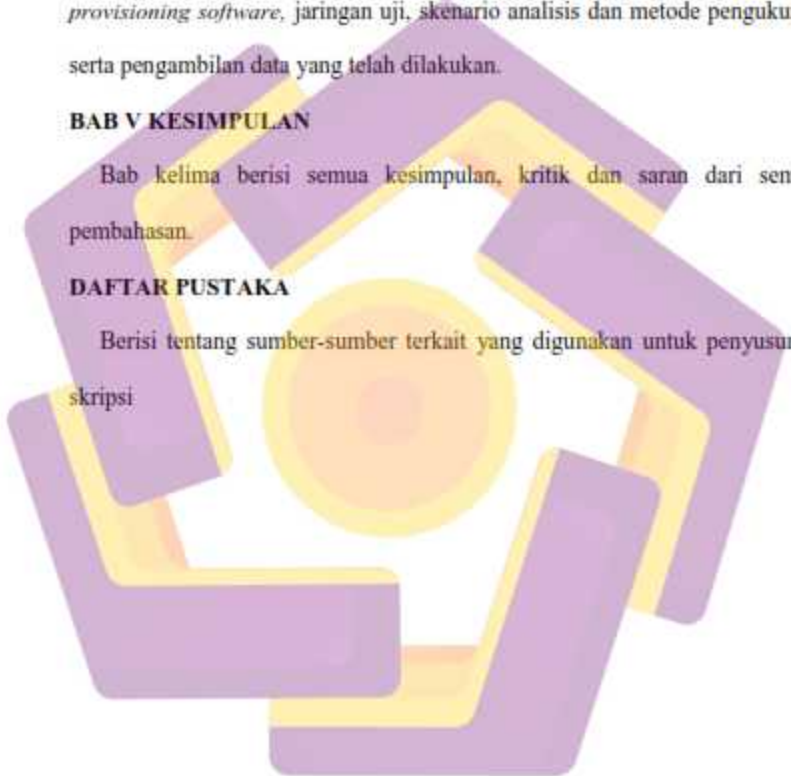 provisioning software, jaringan uji, skenario analisis dan metode penguku
serta pengambilan data yang telah dilakukan.
BAB V KESIMPULAN
Bab kelima berisi semua kesimpulan, kritik dan saran dari sem
pembahasan.
DAFTAR PUSTAKA
Berisi tentang sumber-sumber terkait yang digunakan untuk penyusun
skripsi